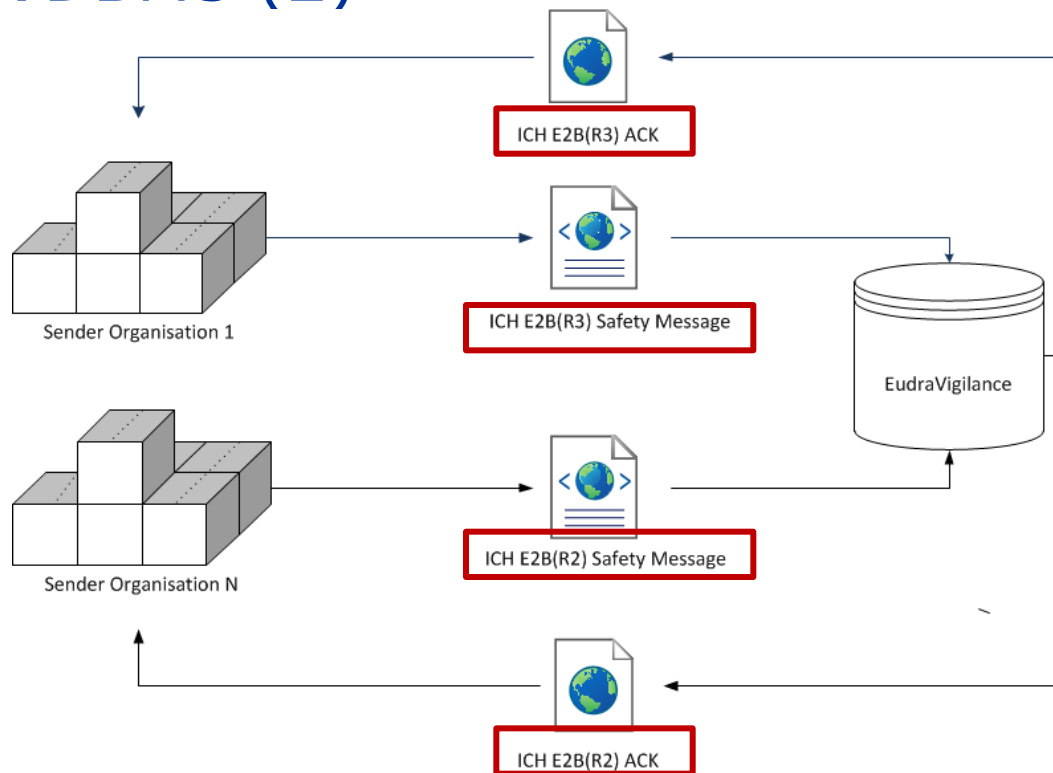 ICH E2B(R3) ACK
ICH E2B(R3) Safety Message
Sender Organisation 1
EudraVigilance
ICH E2B(R2) Safety Message
Sender Organisation N
ICH E2B(R2) ACK